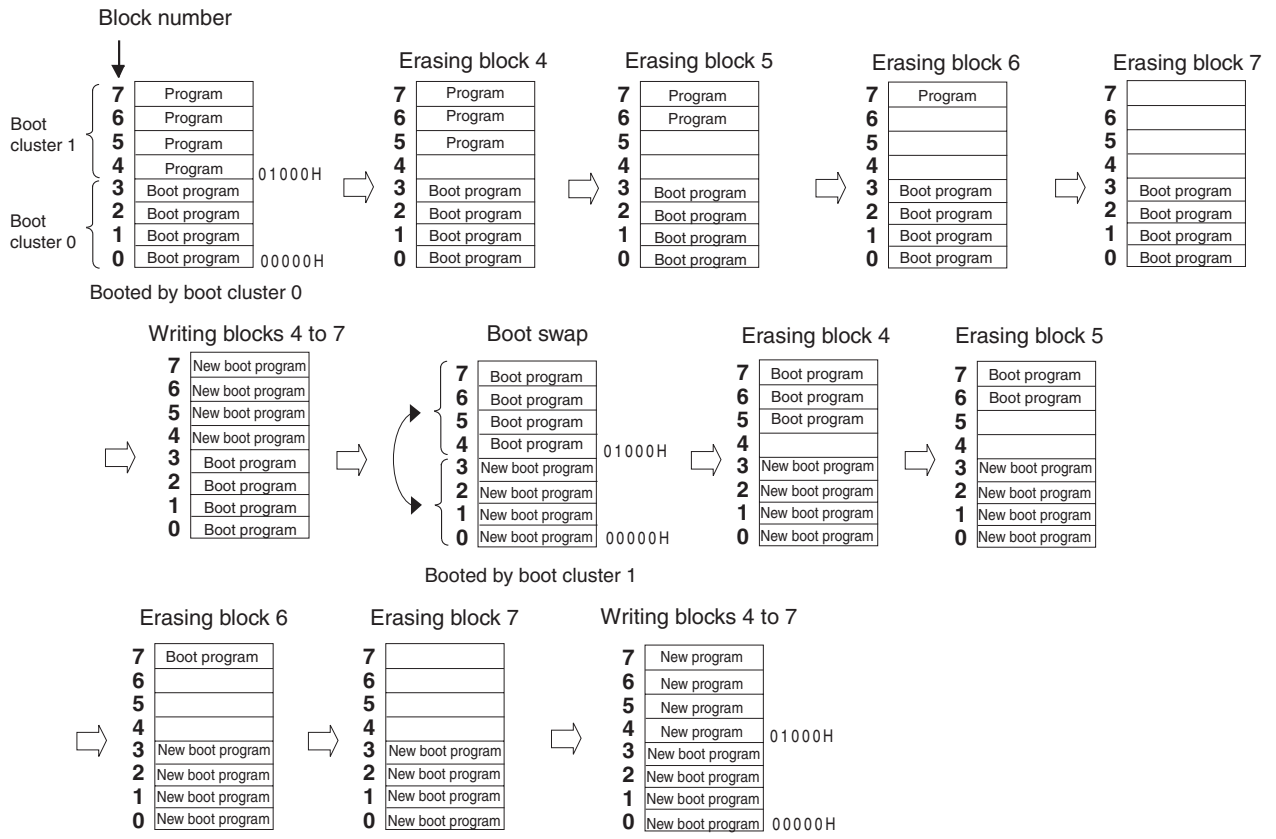 Block number
Erasing block 4 Erasing block 5 Erasing block 6 Erasing block 7
7 Program 7 Program 7 Program 7 Program 7
6 Program 6 Program 6 Program 6 6
Boot cluster 1 5 Program 5 Program 5 5 5
4 Program 01000H 4 4 4 4
3 Boot program 3 Boot program 3 Boot program 3 Boot program 3 Boot program
2 Boot program 2 Boot program 2 Boot program 2 Boot program 2 Boot program
Boot cluster 0 1 Boot program 1 Boot program 1 Boot program 1 Boot program 1 Boot program
0 Boot program 00000H 0 Boot program 0 Boot program 0 Boot program 0 Boot program
Booted by boot cluster 0
Writing blocks 4 to 7 Boot swap Erasing block 4 Erasing block 5
7 New boot program 7 Boot program 7 Boot program 7 Boot program
6 New boot program 6 Boot program 6 Boot program 6 Boot program
5 New boot program 5 Boot program 5 Boot program 5
4 New boot program 4 Boot program 01000H 4 4
3 Boot program 3 New boot program 3 New boot program 3 New boot program
2 Boot program 2 New boot program 2 New boot program 2 New boot program
1 Boot program 1 New boot program 1 New boot program 1 New boot program
0 Boot program 0 New boot program 00000H 0 New boot program 0 New boot program
Booted by boot cluster 1
Erasing block 6 Erasing block 7 Writing blocks 4 to 7
7 Boot program 7 7 New program
6 6 6 New program
5 5 5 New program
4 4 4 New program 01000H
3 New boot program 3 New boot program 3 New boot program
2 New boot program 2 New boot program 2 New boot program
1 New boot program 1 New boot program 1 New boot program
0 New boot program 0 New boot program 0 New boot program 00000H